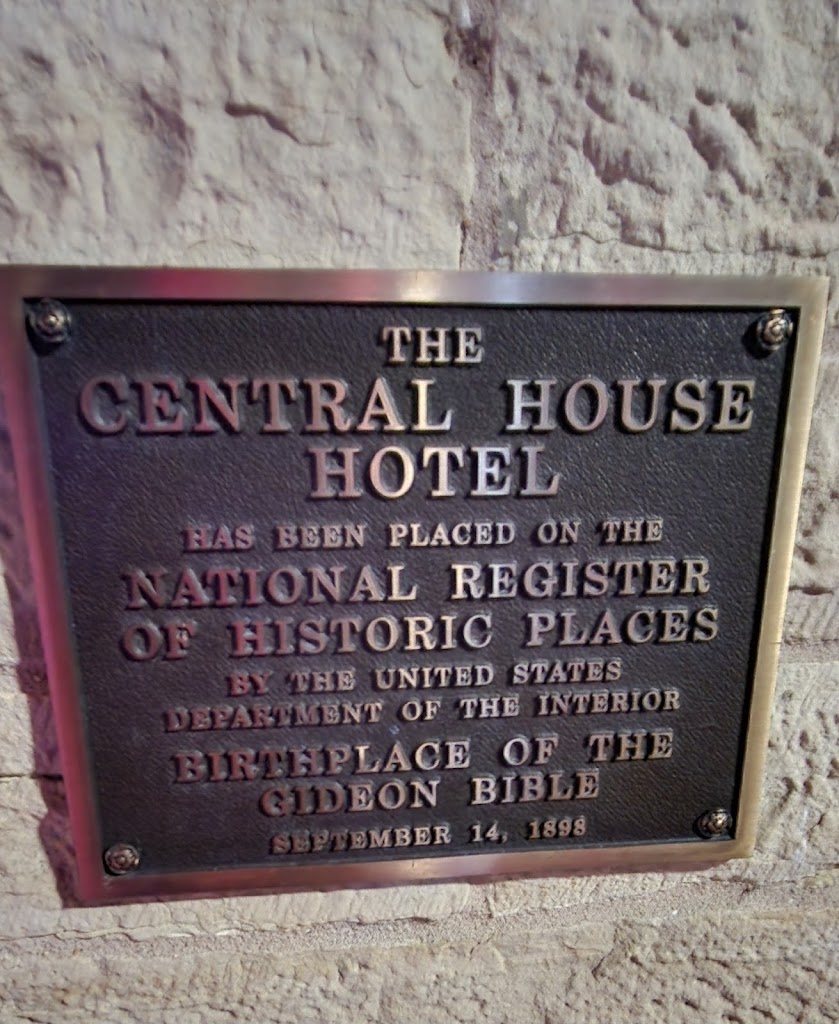 THE
CENTRAL HOUSE
HOTEL
HAS BEEN PLACED ON THE
NATIONAL REGISTER
OF HISTORIC PLACES
BY THE UNITED STATES
DEPARTMENT OF THE INTERIOR
BIRTHPLACE OF THE
GIDEON BIBLE
SEPTEMBER 14, 1898